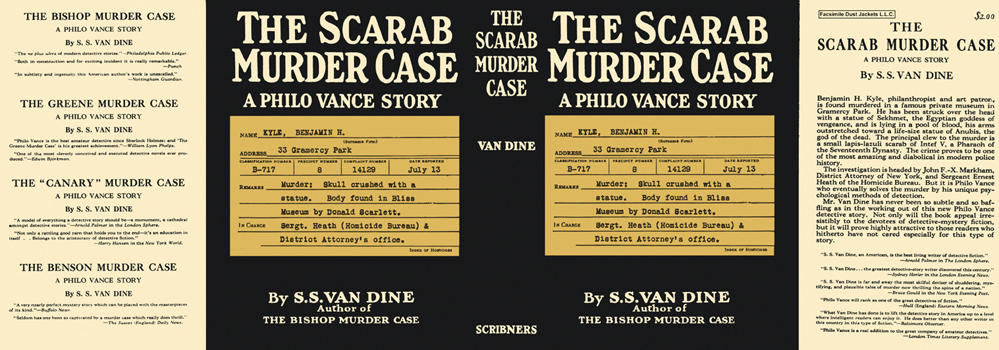 THE BISHOP MURDER CASE
A PHILO VANCE STORY
By S. S. VAN DINE
"The ne plus ultra of modern detective stories."—Philadelphia Public Ledger.
"Both in construction and for exciting incident it is really remarkable."
—Punch
"In subtlety and ingenuity this American author's work is unexcelled."
—Nottingham Guardian.
THE GREENE MURDER CASE
A PHILO VANCE STORY
By S. S. VAN DINE
"Philo Vance is the best amateur detective since Sherlock Holmes and 'The
Greene Murder Case' is his greatest achievement."—William Lyon Phelps.
"One of the most cleverly conceived and executed detective novels ever pro-
duced."—Edwin Björkman.
THE "CANARY" MURDER CASE
A PHILO VANCE STORY
By S. S. VAN DINE
"A model of everything a detective story should be—a monument, a cathedral
amongst detective stories."—Arnold Palmer in the London Sphere.
"Not only a rattling good yarn that holds you to the end—it's an education in
itself . . Belongs to the aristocracy of detective fiction."
—Harry Hansen in the New York World.
THE BENSON MURDER CASE
A PHILO VANCE STORY
By S. S. VAN DINE
"A very nearly perfect mystery story which can be placed with the masterpieces
of its kind."—Buffalo News.
"Seldom has one been so captivated by a murder case which really does thrill."
—The Sussex (England) Daily News.
THE SCARAB
MURDER CASE
A PHILO VANCE STORY
NAME KYLE, BENJAMIN H.
(Surname First)
ADDRESS 33 Gramercy Park
CLASSIFICATION NUMBER PRECINCT NUMBER COMPLAINT NUMBER DATE REPORTED
B-717 8 14129 July 13
REMARKS Murder: Skull crushed with a
statue. Body found in Bliss
Museum by Donald Scarlett.
IN CHARGE Sergt. Heath (Homicide Bureau) &
District Attorney's office.
INDEX OF HOMICIDES
By S.S. VAN DINE
Author of
THE BISHOP MURDER CASE
THE
SCARAB
MURDER
CASE
VAN DINE
SCRIBNERS
THE SCARAB
MURDER CASE
A PHILO VANCE STORY
NAME KYLE, BENJAMIN H.
(Surname First)
ADDRESS 33 Gramercy Park
CLASSIFICATION NUMBER PRECINCT NUMBER COMPLAINT NUMBER DATE REPORTED
B-717 8 14129 July 13
REMARKS Murder: Skull crushed with a
statue. Body found in Bliss
Museum by Donald Scarlett.
IN CHARGE Sergt. Heath (Homicide Bureau) &
District Attorney's office.
INDEX OF HOMICIDES
By S.S. VAN DINE
Author of
THE BISHOP MURDER CASE
Facsimile Dust Jackets L.L.C.
$2.00
THE
SCARAB MURDER CASE
A PHILO VANCE STORY
By S. S. VAN DINE
Benjamin H. Kyle, philanthropist and art patron,
is found murdered in a famous private museum in
Gramercy Park. He has been struck over the head
with a statue of Sekhmet, the Egyptian goddess of
vengeance, and is lying in a pool of blood, his arms
outstretched toward a life-size statue of Anubis, the
god of the dead. The principal clew to the murder is
a small lapis-lazuli scarab of Intef V, a Pharaoh of
the Seventeenth Dynasty. The crime proves to be one
of the most amazing and diabolical in modern police
history.
The investigation is headed by John F.-X. Markham,
District Attorney of New York, and Sergeant Ernest
Heath of the Homicide Bureau. But it is Philo Vance
who eventually solves the murder by his unique psy-
chological methods of detection.
Mr. Van Dine has never been so subtle and so baf-
fling as in the working out of this new Philo Vance
detective story. Not only will the book appeal irre-
sistibly to the devotees of detective-mystery fiction,
but it will prove highly attractive to those readers who
hitherto have not cared especially for this type of
story.
"S. S. Van Dine, an American, is the best living writer of detective fiction."
—Arnold Palmer in The London Sphere.
"S. S. Van Dine . . . the greatest detective-story writer discovered this century."
—Sydney Horler in the London Evening News.
"S. S. Van Dine is far and away the most skilful deviser of shuddering, mys-
tifying, and plausible tales of murder now thrilling the spine of a nation."
—Bruce Gould in the New York Evening Post.
"Philo Vance will rank as one of the great detectives of fiction."
—Hull (England) Eastern Morning News.
"What Van Dine has done is to lift the detective story in America up to a level
where intelligent readers can enjoy it. He does better than any other writer in
this country in this type of fiction."—Baltimore Observer.
"Philo Vance is a real addition to the great company of amateur detectives."
—London Times Literary Supplement.